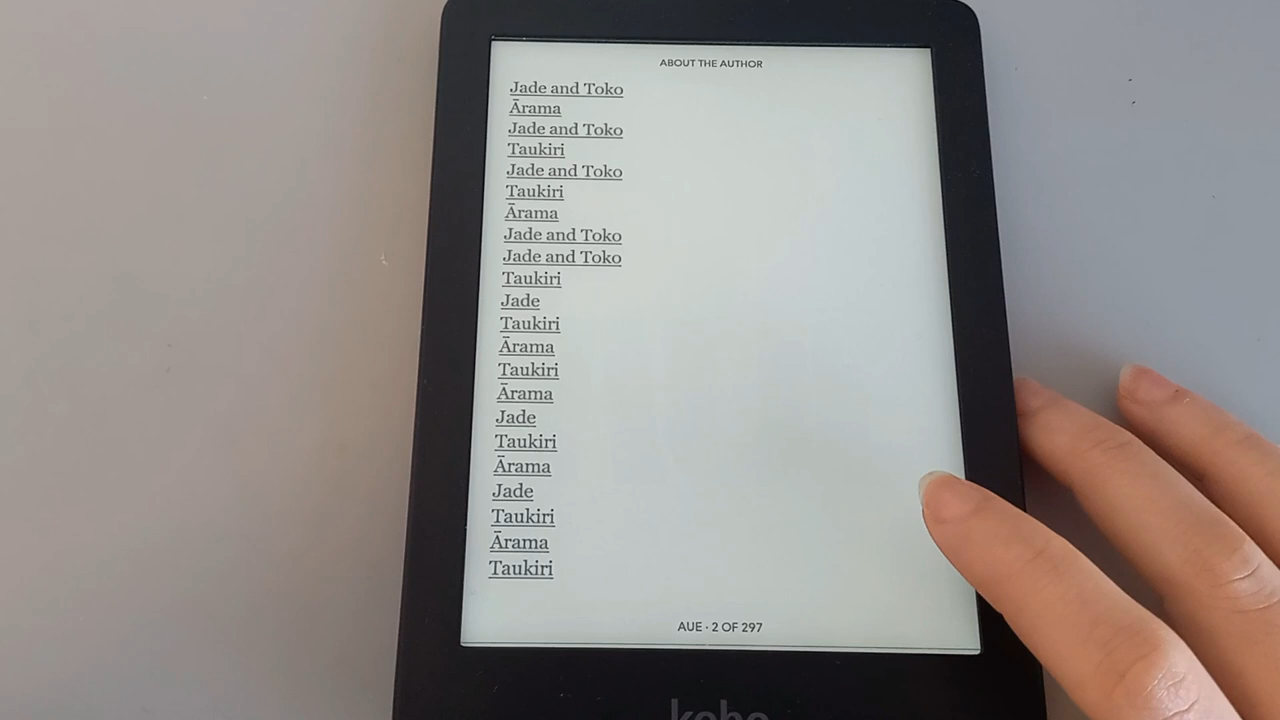 ABOUT THE AUTHOR
Jade and Toko
Ārama
Jade and Toko
Taukiri
Jade and Toko
Taukiri
Ārama
Jade and Toko
Jade and Toko
Taukiri
Jade
Taukiri
Ārama
Taukiri
Ārama
Jade
Taukiri
Ārama
Jade
Taukiri
Ārama
Taukiri
AUE · 2 OF 297
kobo